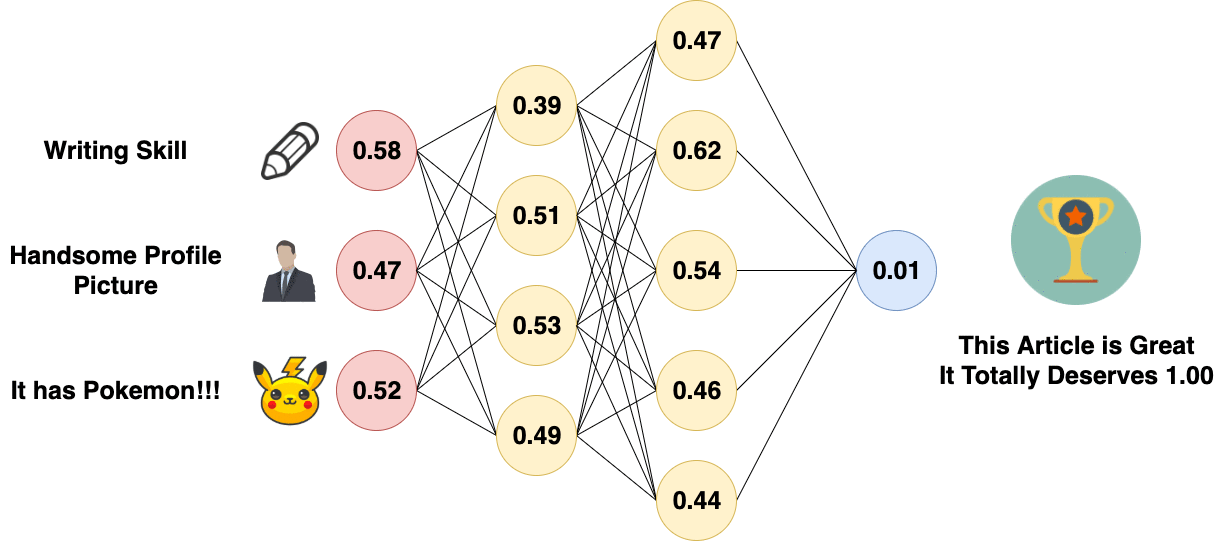 Writing Skill
Handsome Profile
Picture
It has Pokemon!!!
0.58
0.47
0.52
0.39
0.51
0.53
0.49
0.47
0.62
0.54
0.46
0.44
0.01
This Article is Great
It Totally Deserves 1.00